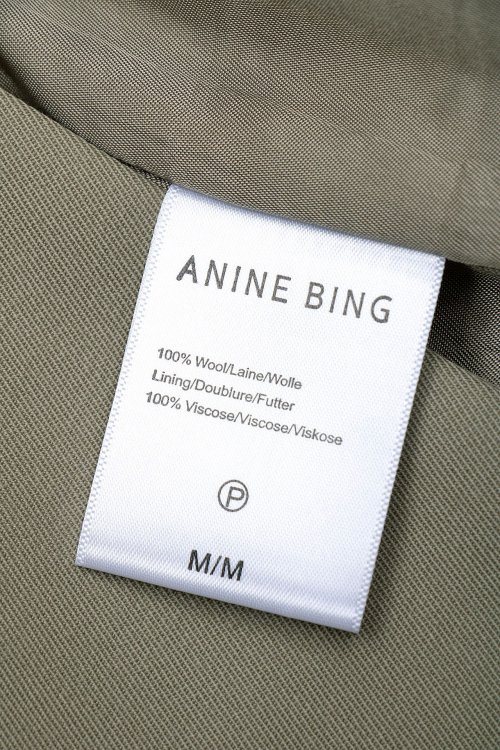 ANINE BING
100% Wool/Laine/Wolle
Lining/Doublure/Futter
100% Viscose/Viscose/Viskose
P
M/M